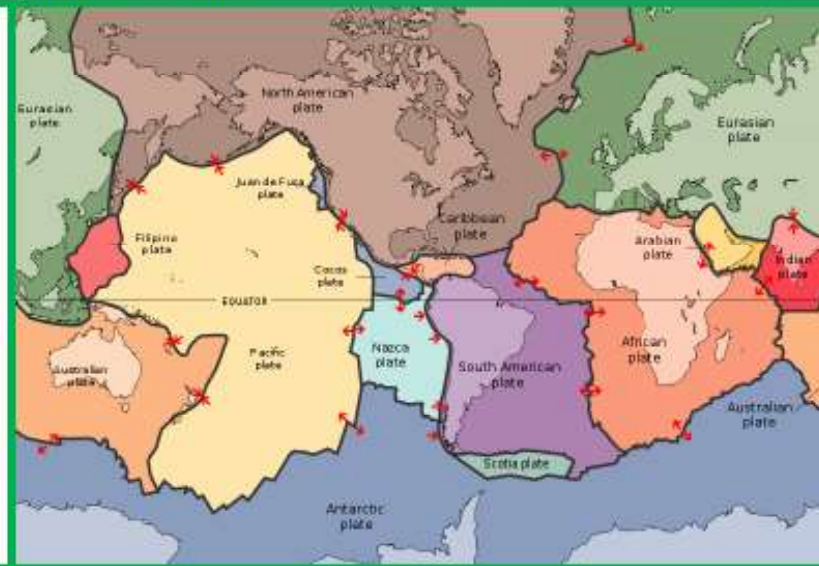 North American
plate
Eurasian
plate
Eurasian
plate
Juan de Fuca
plate
Caribbean
plate
Filipino
plate
Arabian
plate
Cocos
plate
Indian
plate
EQUATOR
Pacific
plate
Nazca
plate
African
plate
South American
plate
Australian
plate
Australian
plate
Scotia plate
Antarctic
plate